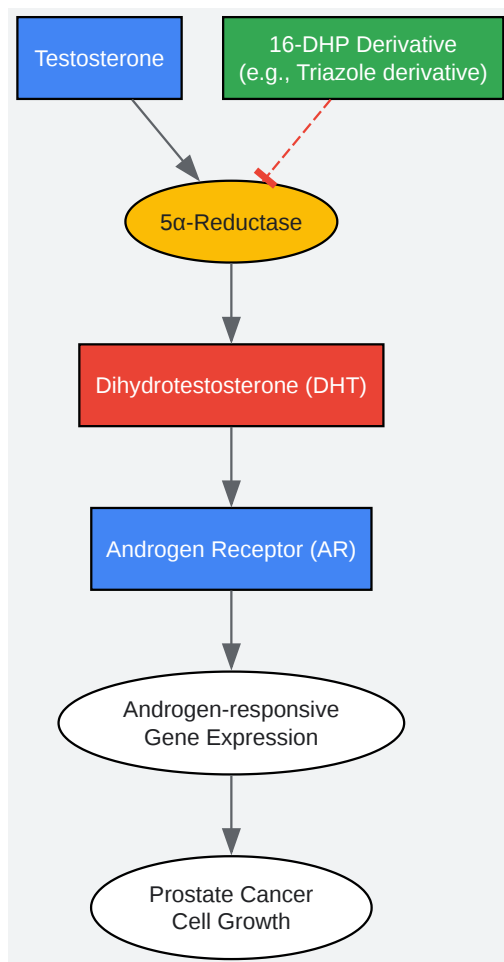 Testosterone
16-DHP Derivative
(e.g., Triazole derivative)
5α-Reductase
Dihydrotestosterone (DHT)
Androgen Receptor (AR)
Androgen-responsive
Gene Expression
Prostate Cancer
Cell Growth